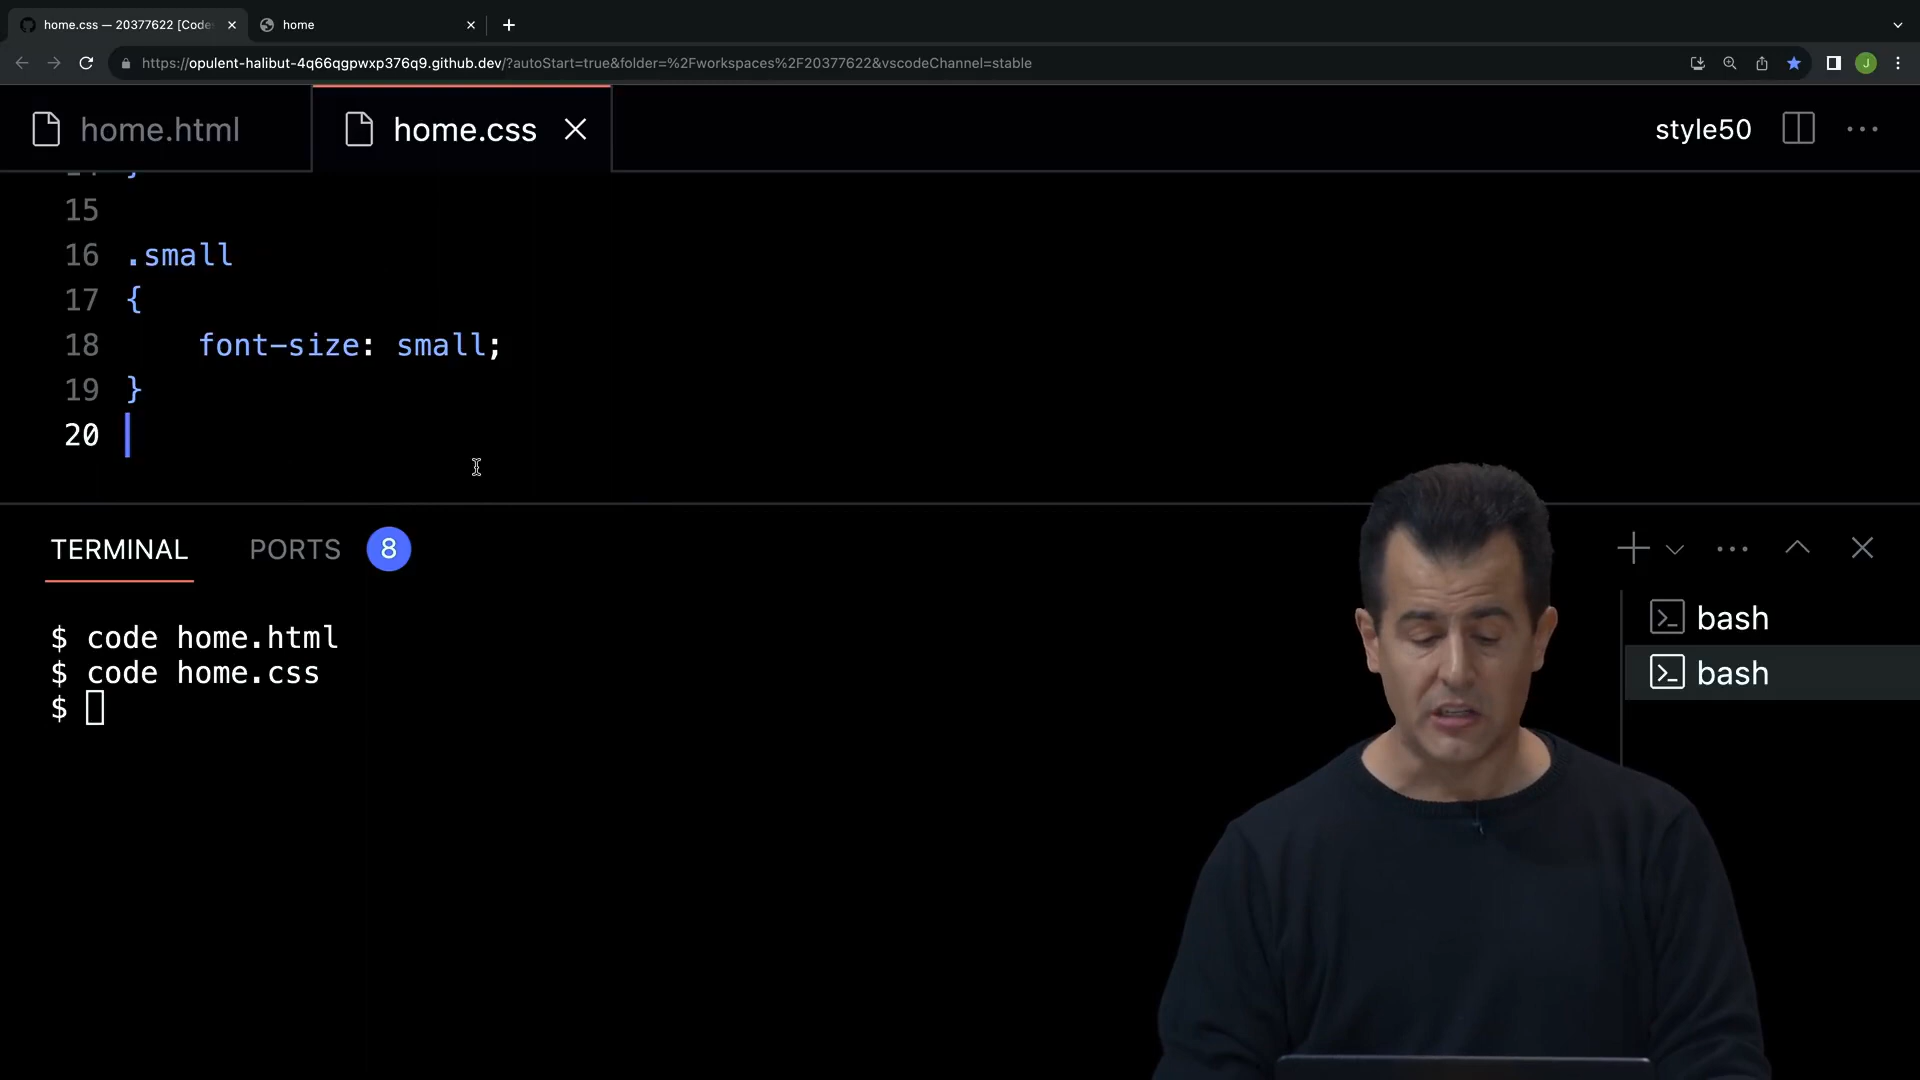 home.css — 20377622 [Code
home
https://opulent-halibut-4q66qgpwxp376q9.github.dev/?autoStart=true&folder=%2Fworkspaces%2F20377622&vscodeChannel=stable
J
home.html
home.css
style50
15
16 .small
17 {
18 font-size: small;
19 }
20
TERMINAL
PORTS 8
$ code home.html
$ code home.css
$
bash
bash